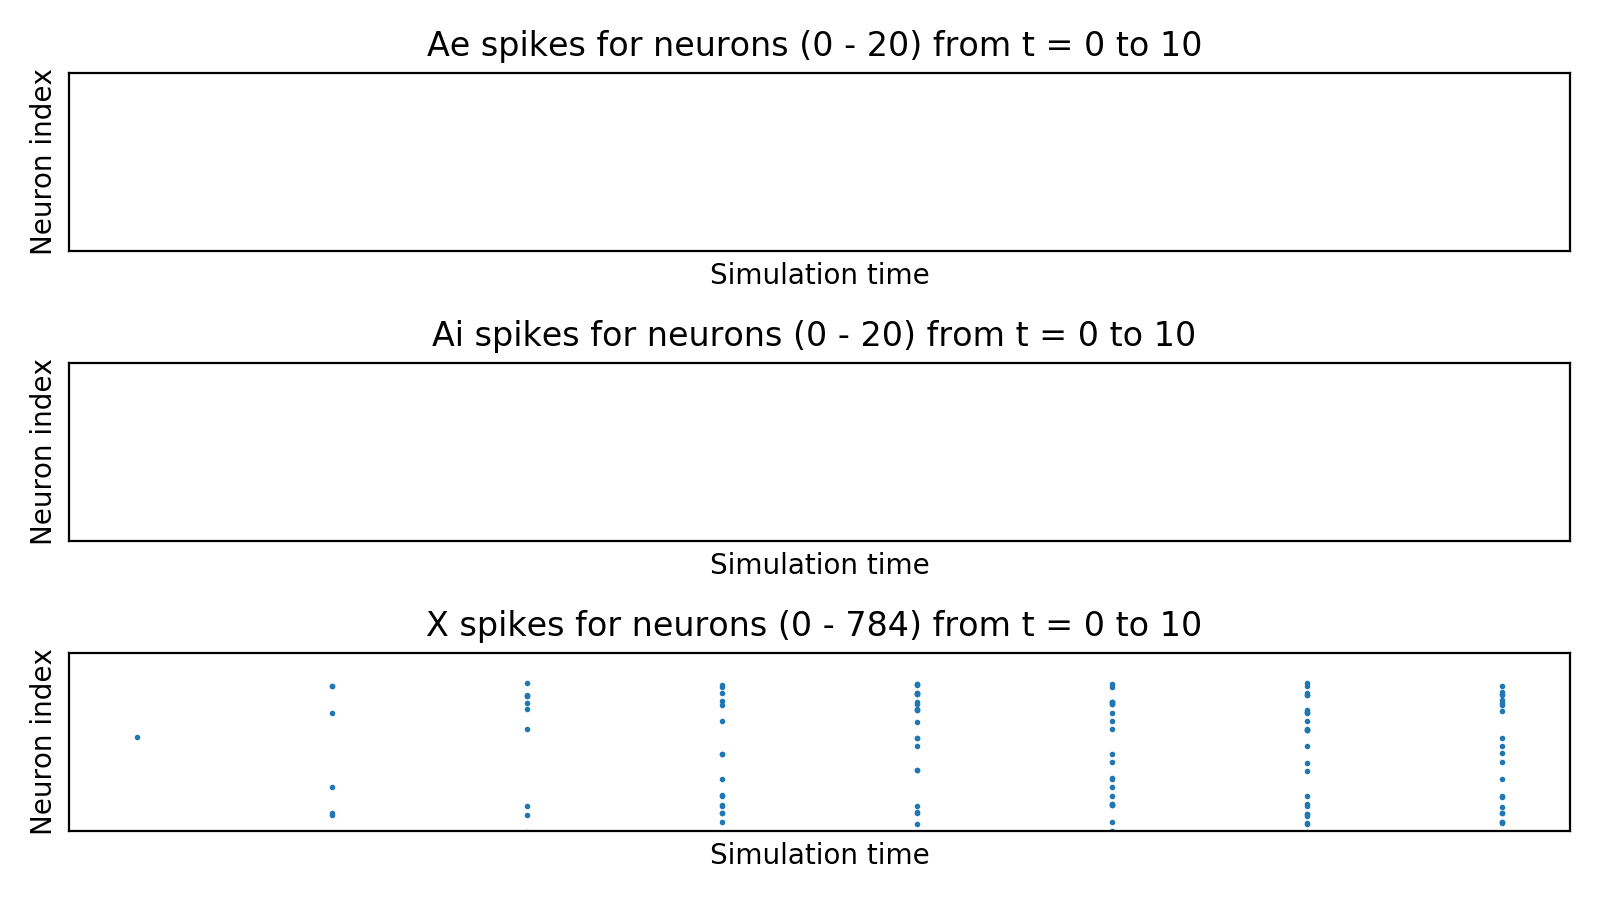 Ae spikes for neurons (0 - 20) from t = 0 to 10
Neuron index
Simulation time
Ai spikes for neurons (0 - 20) from t = 0 to 10
Neuron index
Simulation time
X spikes for neurons (0 - 784) from t = 0 to 10
Neuron index
Simulation time